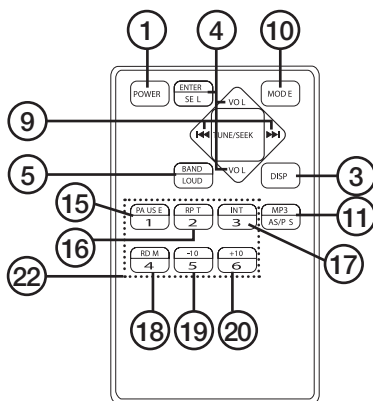 1 4 10
POWER ENTER SE L VO L MOD E
9 TUNE/SEEK
5 BAND LOUD VO L DISP 3
15 PA US E 1 RP T 2 INT 3 MP3 AS/P S 11
16 17
22 RD M 4 -10 5 +10 6
18 19 20